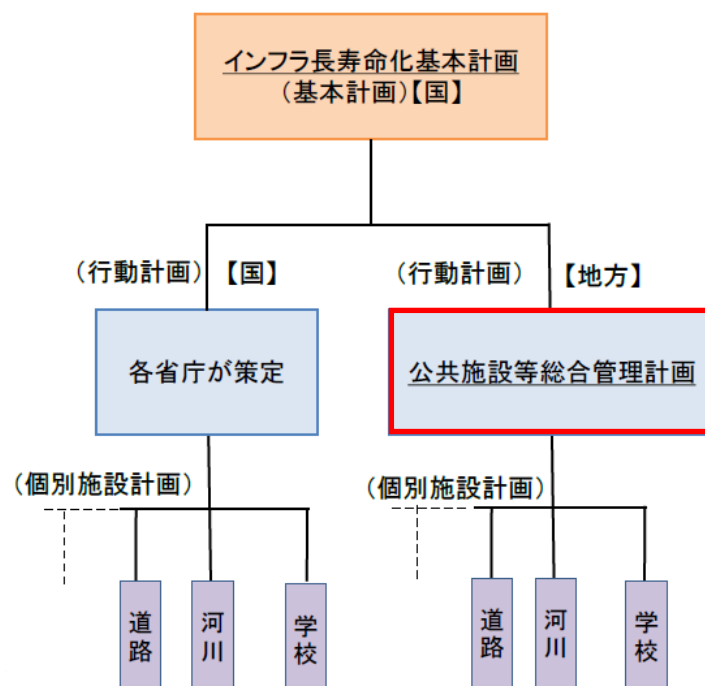 インフラ長寿命化基本計画
(基本計画)【国】
(行動計画)【国】
(行動計画)【地方】
各省庁が策定
公共施設等総合管理計画
(個別施設計画)
(個別施設計画)
道路
河川
学校
道路
河川
学校